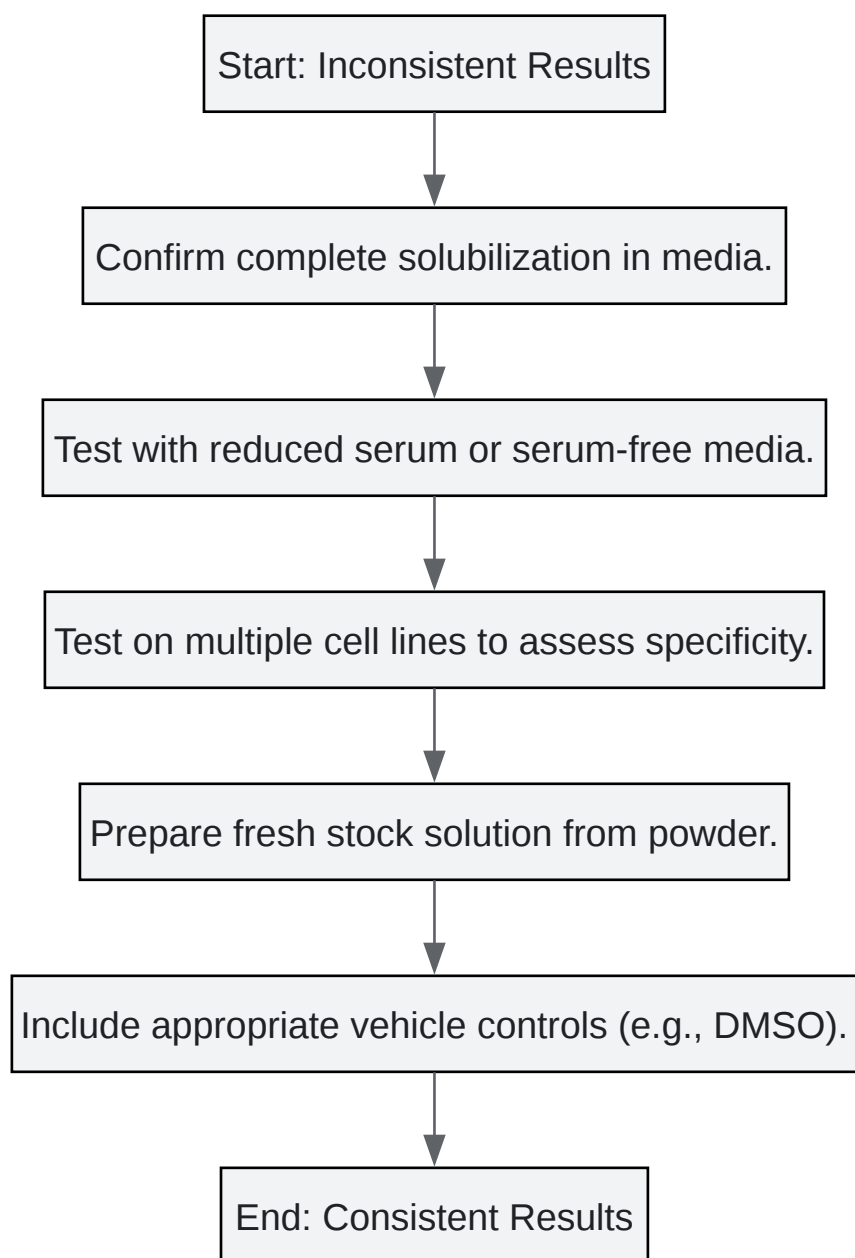 Start: Inconsistent Results
Confirm complete solubilization in media.
Test with reduced serum or serum-free media.
Test on multiple cell lines to assess specificity.
Prepare fresh stock solution from powder.
Include appropriate vehicle controls (e.g., DMSO).
End: Consistent Results